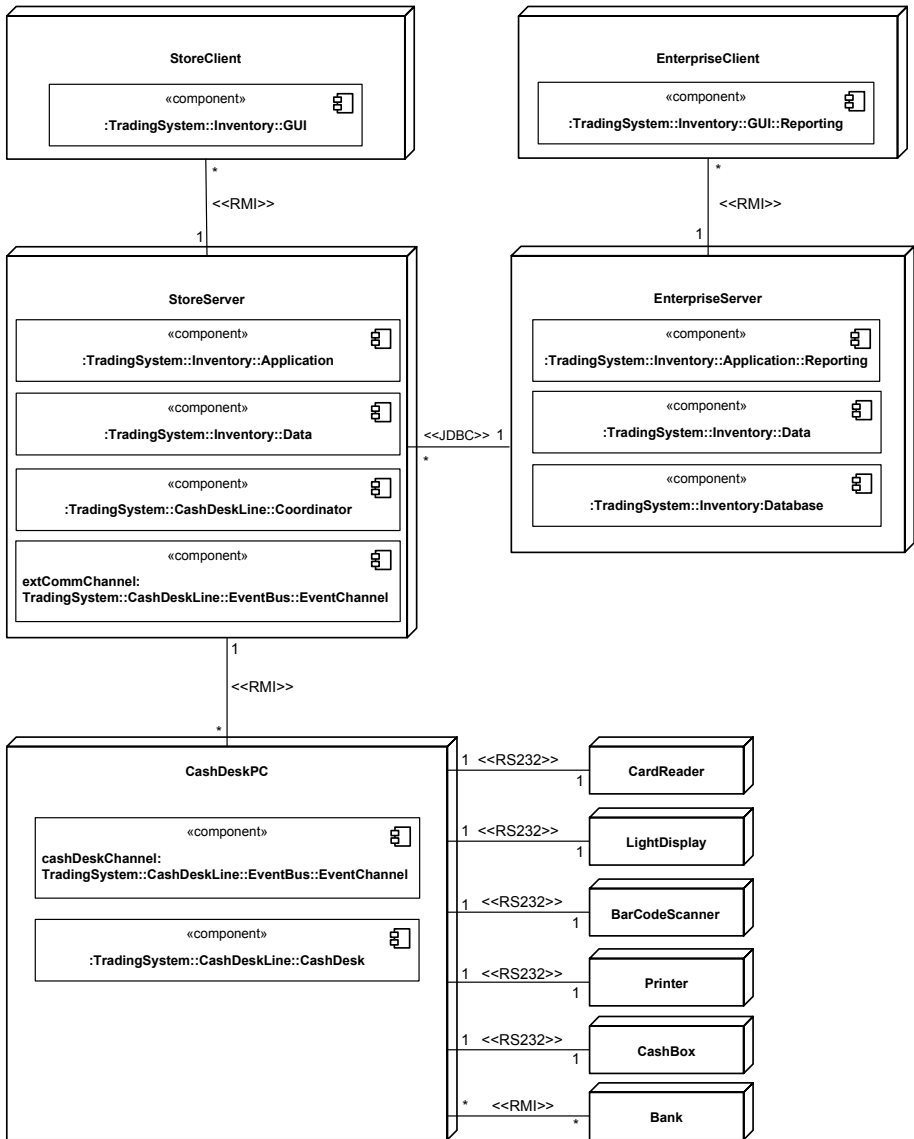 StoreClient
«component»
:TradingSystem::Inventory::GUI
EnterpriseClient
«component»
:TradingSystem::Inventory::GUI::Reporting
*
<<RMI>>
1
*
<<RMI>>
1
StoreServer
«component»
:TradingSystem::Inventory::Application
«component»
:TradingSystem::Inventory::Data
«component»
:TradingSystem::CashDeskLine::Coordinator
«component»
extCommChannel:
TradingSystem::CashDeskLine::EventBus::EventChannel
<<JDBC>> 1
*
EnterpriseServer
«component»
:TradingSystem::Inventory::Application::Reporting
«component»
:TradingSystem::Inventory::Data
«component»
:TradingSystem::Inventory:Database
1
<<RMI>>
*
CashDeskPC
«component»
cashDeskChannel:
TradingSystem::CashDeskLine::EventBus::EventChannel
«component»
:TradingSystem::CashDeskLine::CashDesk
1 <<RS232>>
1
CardReader
1 <<RS232>>
1
LightDisplay
1 <<RS232>>
1
BarCodeScanner
1 <<RS232>>
1
Printer
1 <<RS232>>
1
CashBox
* <<RMI>>
*
Bank